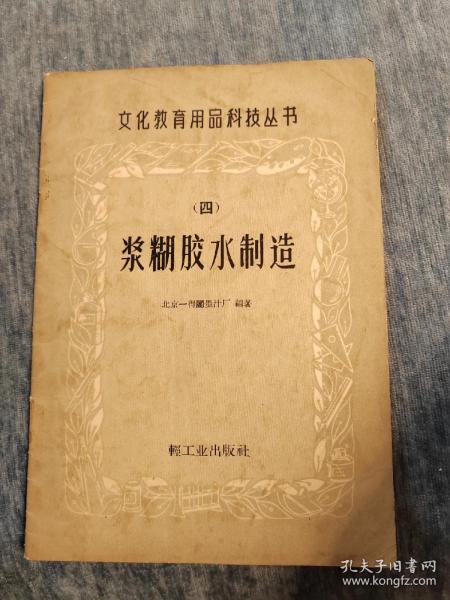 文化教育用品科技丛书
(四)
浆糊胶水制造
北京一得閣墨汁厂 編著
輕工业出版社
孔夫子旧书网
www.kongfz.com